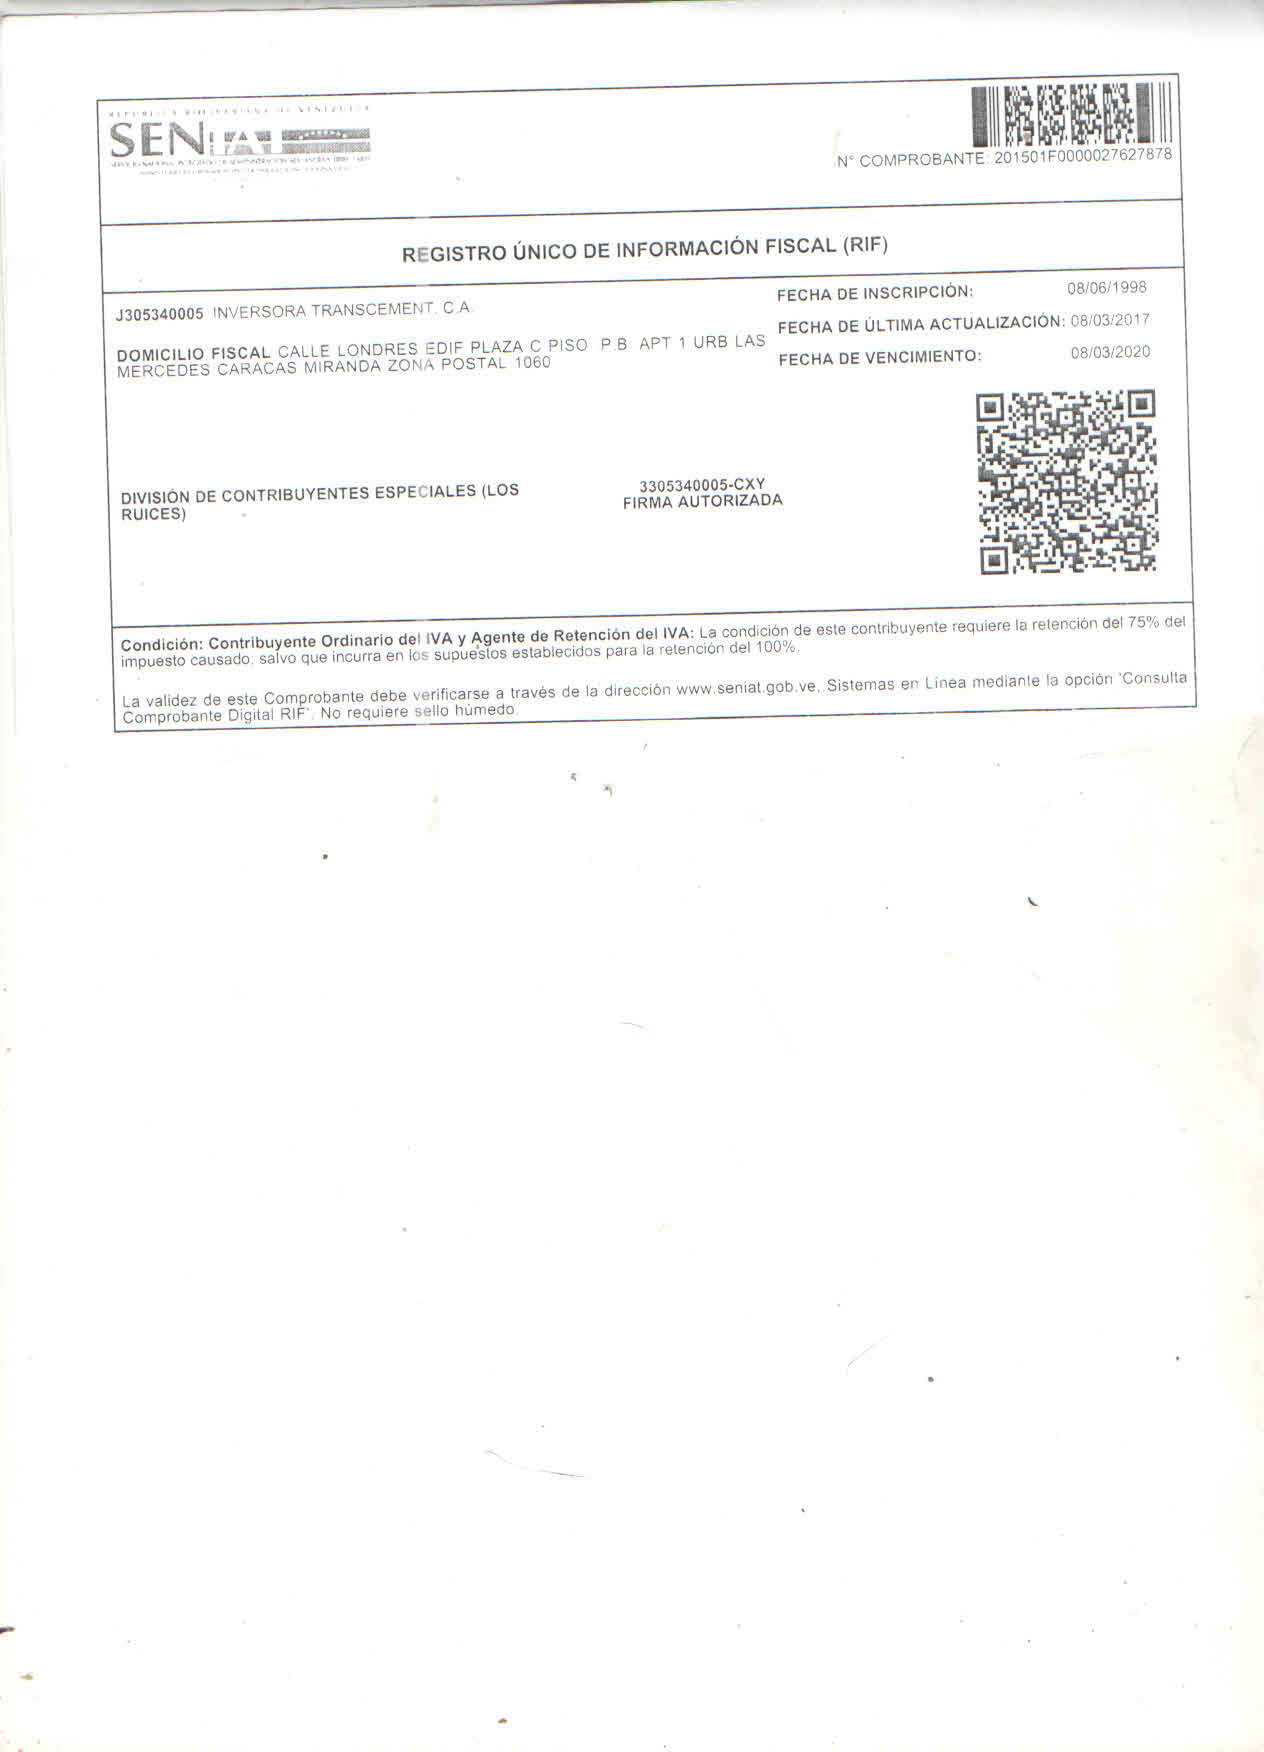 REPÚBLICA BOLIVARIANA DE VENEZUELA
SENIAT
N° COMPROBANTE: 201501F0000027627878
REGISTRO ÚNICO DE INFORMACIÓN FISCAL (RIF)
J305340005 INVERSORA TRANSCEMENT, C.A.
FECHA DE INSCRIPCIÓN: 08/06/1998
FECHA DE ÚLTIMA ACTUALIZACIÓN: 08/03/2017
DOMICILIO FISCAL CALLE LONDRES EDIF PLAZA C PISO P.B APT 1 URB LAS
MERCEDES CARACAS MIRANDA ZONA POSTAL 1060
FECHA DE VENCIMIENTO: 08/03/2020
DIVISIÓN DE CONTRIBUYENTES ESPECIALES (LOS
RUICES)
3305340005-CXY
FIRMA AUTORIZADA
Condición: Contribuyente Ordinario del IVA y Agente de Retención del IVA: La condición de este contribuyente requiere la retención del 75% del
impuesto causado, salvo que incurra en los supuestos establecidos para la retención del 100%.
La validez de este Comprobante debe verificarse a través de la dirección www.seniat.gob.ve, Sistemas en Línea mediante la opción 'Consulta
Comprobante Digital RIF'. No requiere sello húmedo.